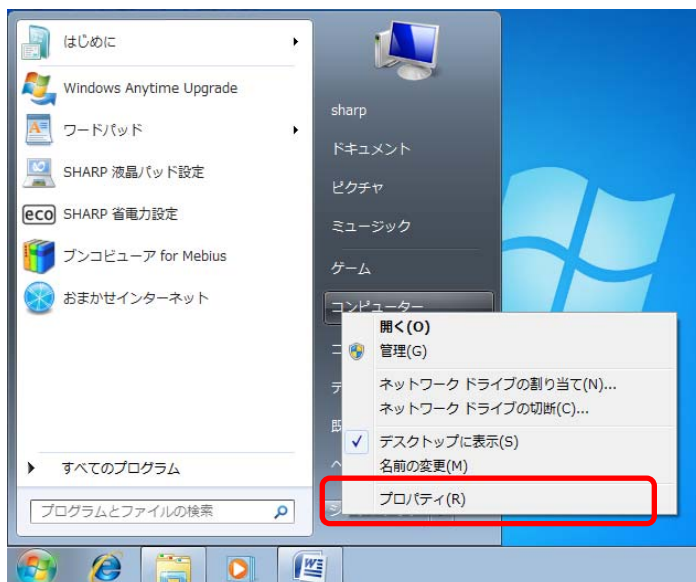 はじめに
Windows Anytime Upgrade
ワードパッド
SHARP 液晶パッド設定
eco SHARP 省電力設定
ブンコビューア for Mebius
おまかせインターネット
すべてのプログラム
プログラムとファイルの検索
sharp
ドキュメント
ピクチャ
ミュージック
ゲーム
コンピューター
開く(O)
管理(G)
ネットワーク ドライブの割り当て(N)...
ネットワーク ドライブの切断(C)...
デスクトップに表示(S)
名前の変更(M)
プロパティ(R)